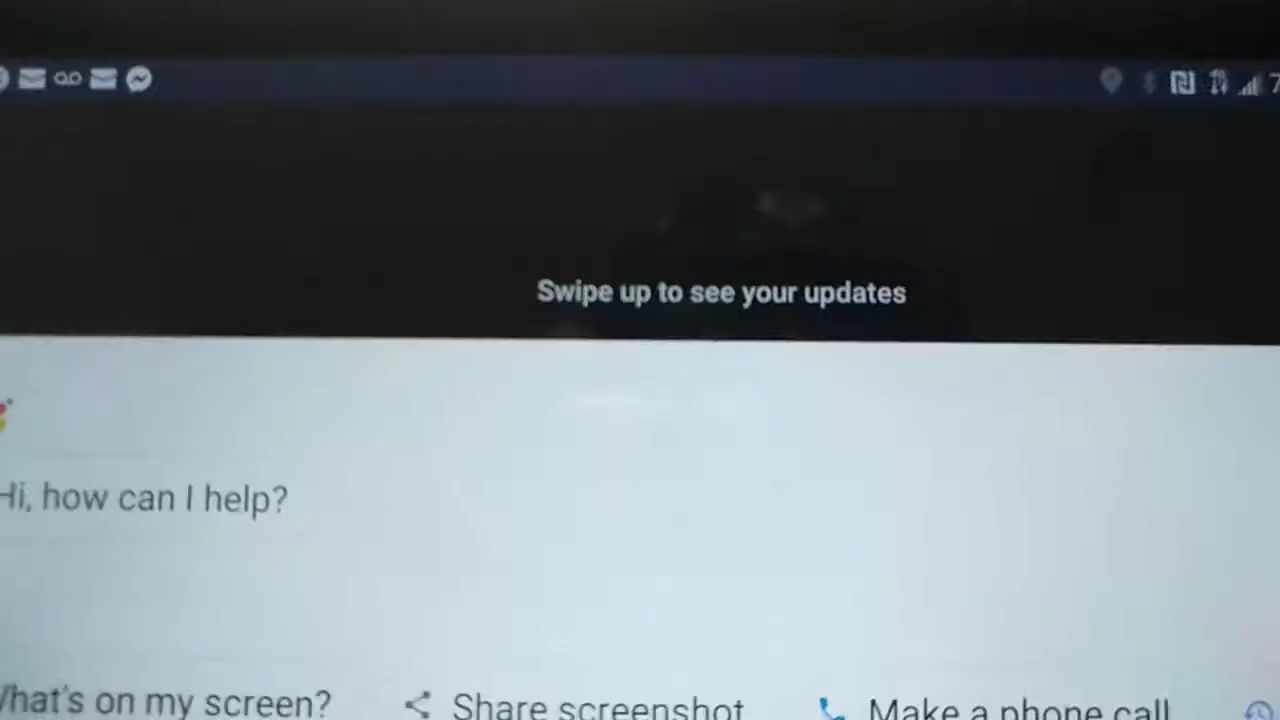 7
Swipe up to see your updates
Hi, how can I help?
What's on my screen? Share screenshot Make a phone call